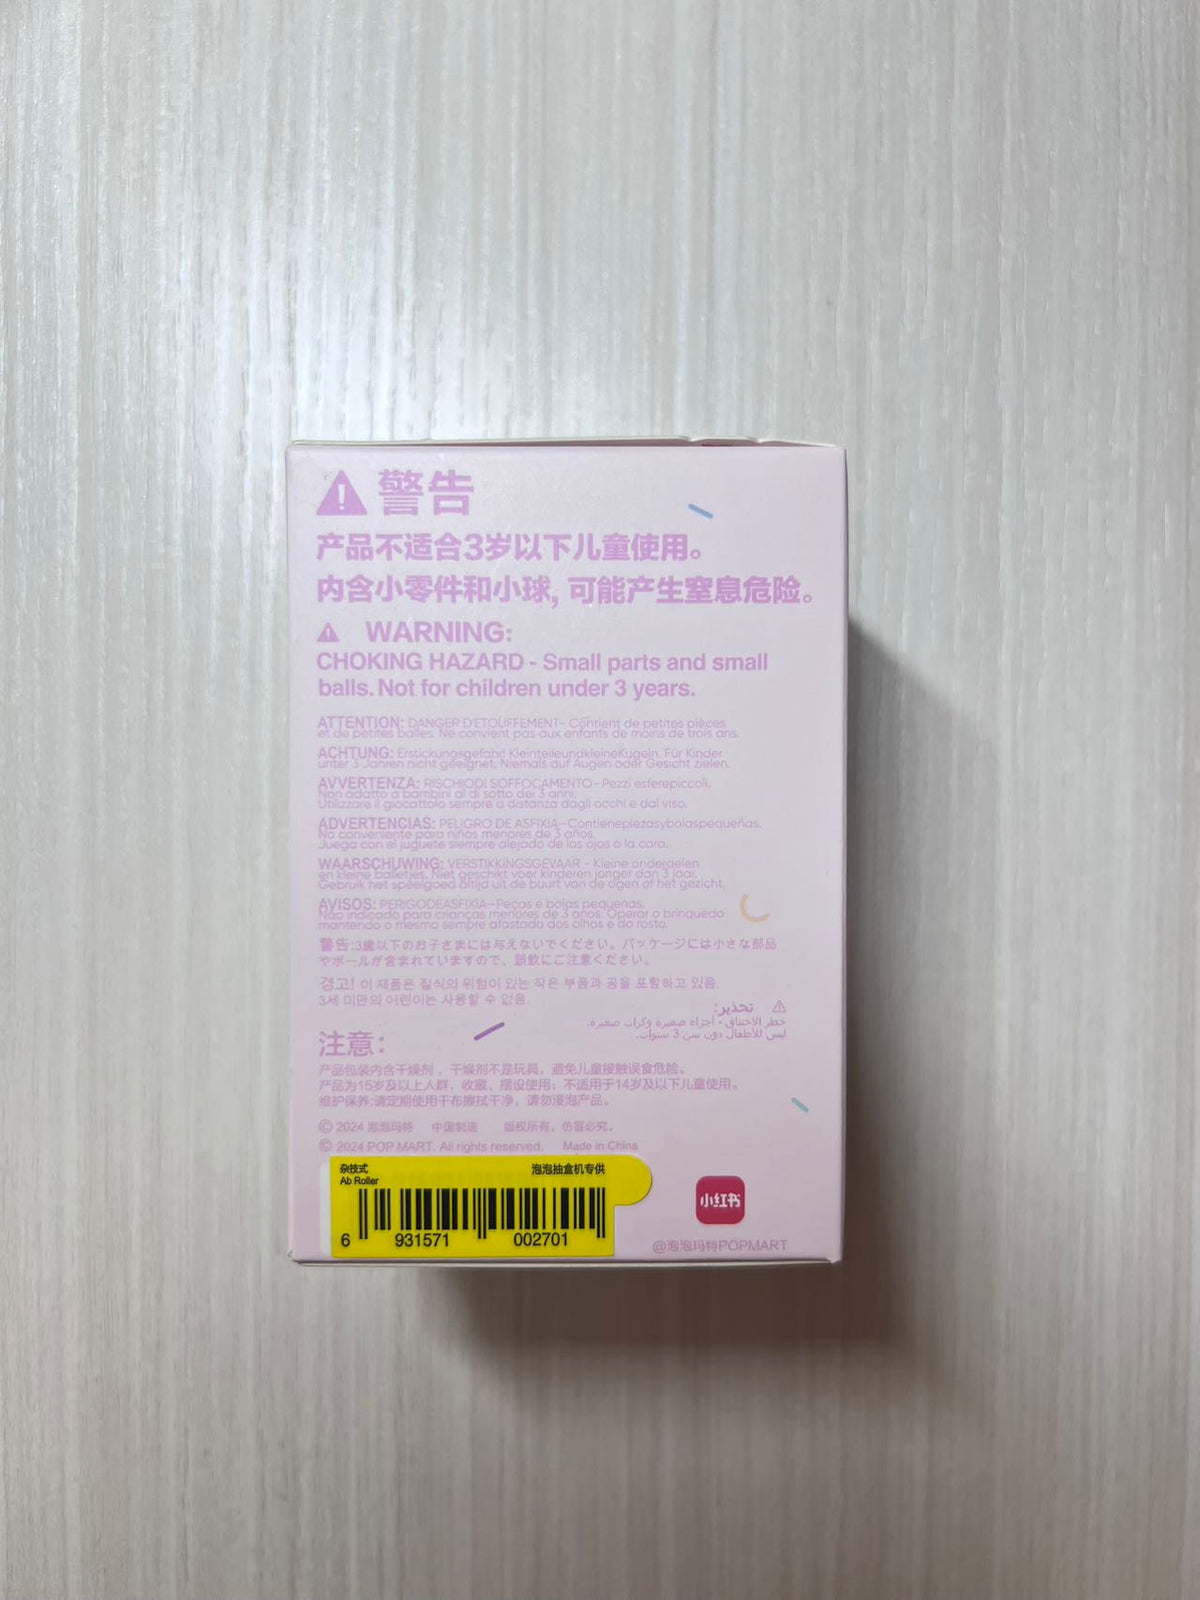 警告
产品不适合3岁以下儿童使用。
内含小零件和小球, 可能产生窒息危险。
WARNING:
CHOKING HAZARD - Small parts and small
balls. Not for children under 3 years.
ATTENTION: DANGER D'ETOUFFEMENT- Contient de petites pièces
et de petites balles. Ne convient pas aux enfants de moins de trois ans.
ACHTUNG: Erstickungsgefahr! KleinteileundkleineKugeln. Für Kinder
unter 3 Jahren nicht geeignet. Niemals auf Augen oder Gesicht zielen.
AVVERTENZA: RISCHIODI SOFFOCAMENTO—Pezzi esferepiccoli.
Non adatto a bambini al di sotto dei 3 anni.
Utilizzare il giocattolo sempre a distanza dagli occhi e dal viso.
ADVERTENCIAS: PELIGRO DE ASFIXIA—Contienepiezasybolaspequeñas.
No conveniente para niños menores de 3 años.
Juega con el juguete siempre alejado de los ojos o la cara.
WAARSCHUWING: VERSTIKKINGSGEVAAR - Kleine onderdelen
en kleine balletjes. Niet geschikt voor kinderen jonger dan 3 jaar.
Gebruik het speelgoed altijd uit de buurt van de ogen of het gezicht.
AVISOS: PERIGODEASFIXIA—Peças e bolas pequenas.
Não indicado para crianças menores de 3 anos. Operar o brinquedo
mantendo o mesmo sempre afastado dos olhos e do rosto.
警告:3歳以下のお子さまには与えないでください。パッケージには小さな部品
やボールが含まれていますので、誤飲にご注意ください。
경고! 이 제품은 질식의 위험이 있는 작은 부품과 공을 포함하고 있음.
3세 미만의 어린이는 사용할 수 없음.
تحذير:
خطر الاختناق - أجزاء صغيرة وكرات صغيرة.
ليس للأطفال دون سن 3 سنوات.
注意:
产品包装内含干燥剂，干燥剂不是玩具，避免儿童接触误食危险。
产品为15岁及以上人群，收藏、摆设使用；不适用于14岁及以下儿童使用。
维护保养:请定期使用干布擦拭干净，请勿浸泡产品。
© 2024 泡泡玛特 中国制造 版权所有，仿冒必究。
© 2024 POP MART. All rights reserved. Made in China
杂技式 泡泡抽盒机专供
Ab Roller
6 931571 002701
小红书
@泡泡玛特POPMART